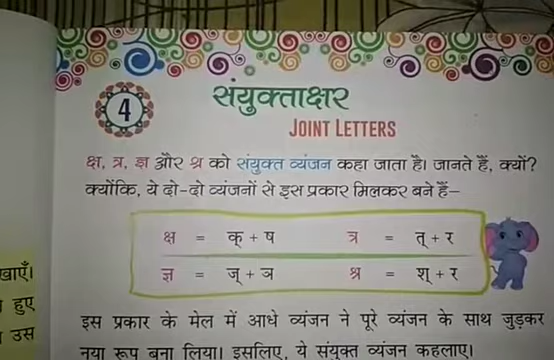 4
संयुक्ताक्षर
JOINT LETTERS
क्ष, त्र, ज्ञ और श्र को संयुक्त व्यंजन कहा जाता है। जानते हैं, क्यों?
क्योंकि, ये दो-दो व्यंजनों से इस प्रकार मिलकर बने हैं–
क्ष = क् + ष त्र = त् + र
ज्ञ = ज् + ञ श्र = श् + र
इस प्रकार के मेल में आधे व्यंजन ने पूरे व्यंजन के साथ जुड़कर
नया रूप बना लिया। इसलिए, ये संयुक्त व्यंजन कहलाए।
खाएँ।
हुए
उस